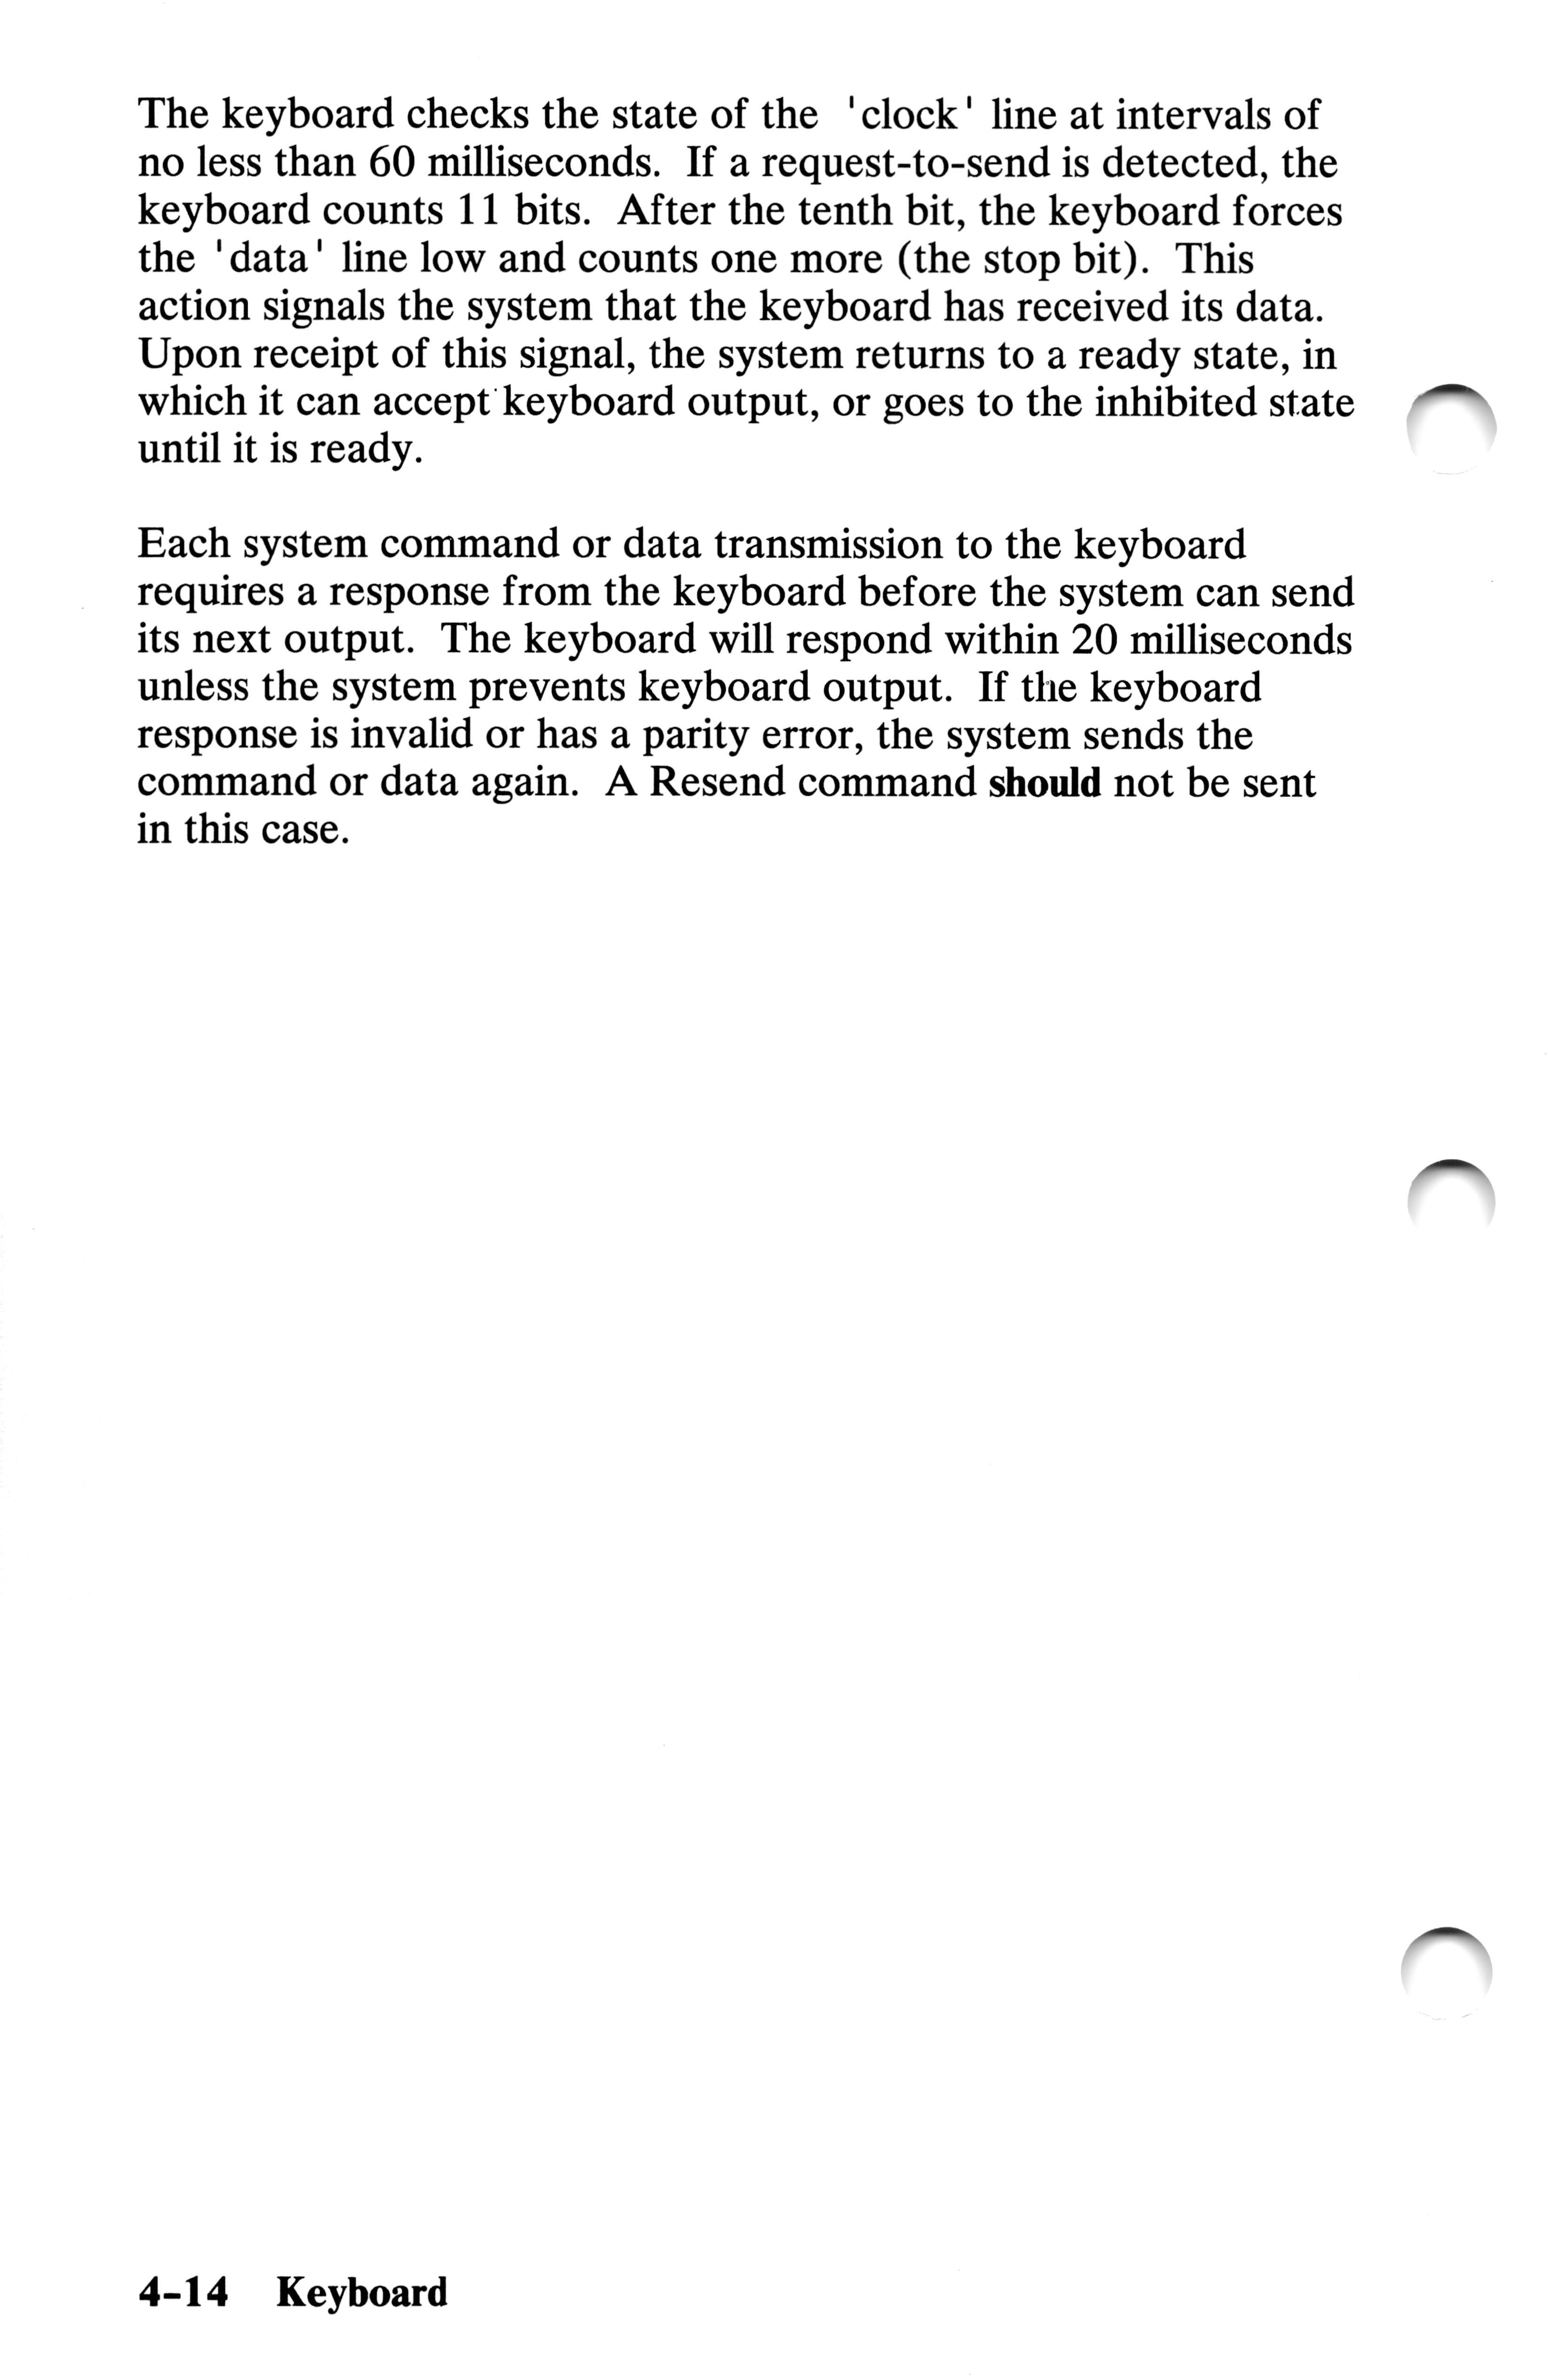 The keyboard checks the state of the 'clock' line at intervals of
no less than 60 milliseconds. If a request-to-send is detected, the
keyboard counts 11 bits. After the tenth bit, the keyboard forces
the 'data' line low and counts one more (the stop bit). This
action signals the system that the keyboard has received its data.
Upon receipt of this signal, the system returns to a ready state, in
which it can accept keyboard output, or goes to the inhibited state
until it is ready.
Each system command or data transmission to the keyboard
requires a response from the keyboard before the system can send
its next output. The keyboard will respond within 20 milliseconds
unless the system prevents keyboard output. If the keyboard
response is invalid or has a parity error, the system sends the
command or data again. A Resend command should not be sent
in this case.
4-14 Keyboard